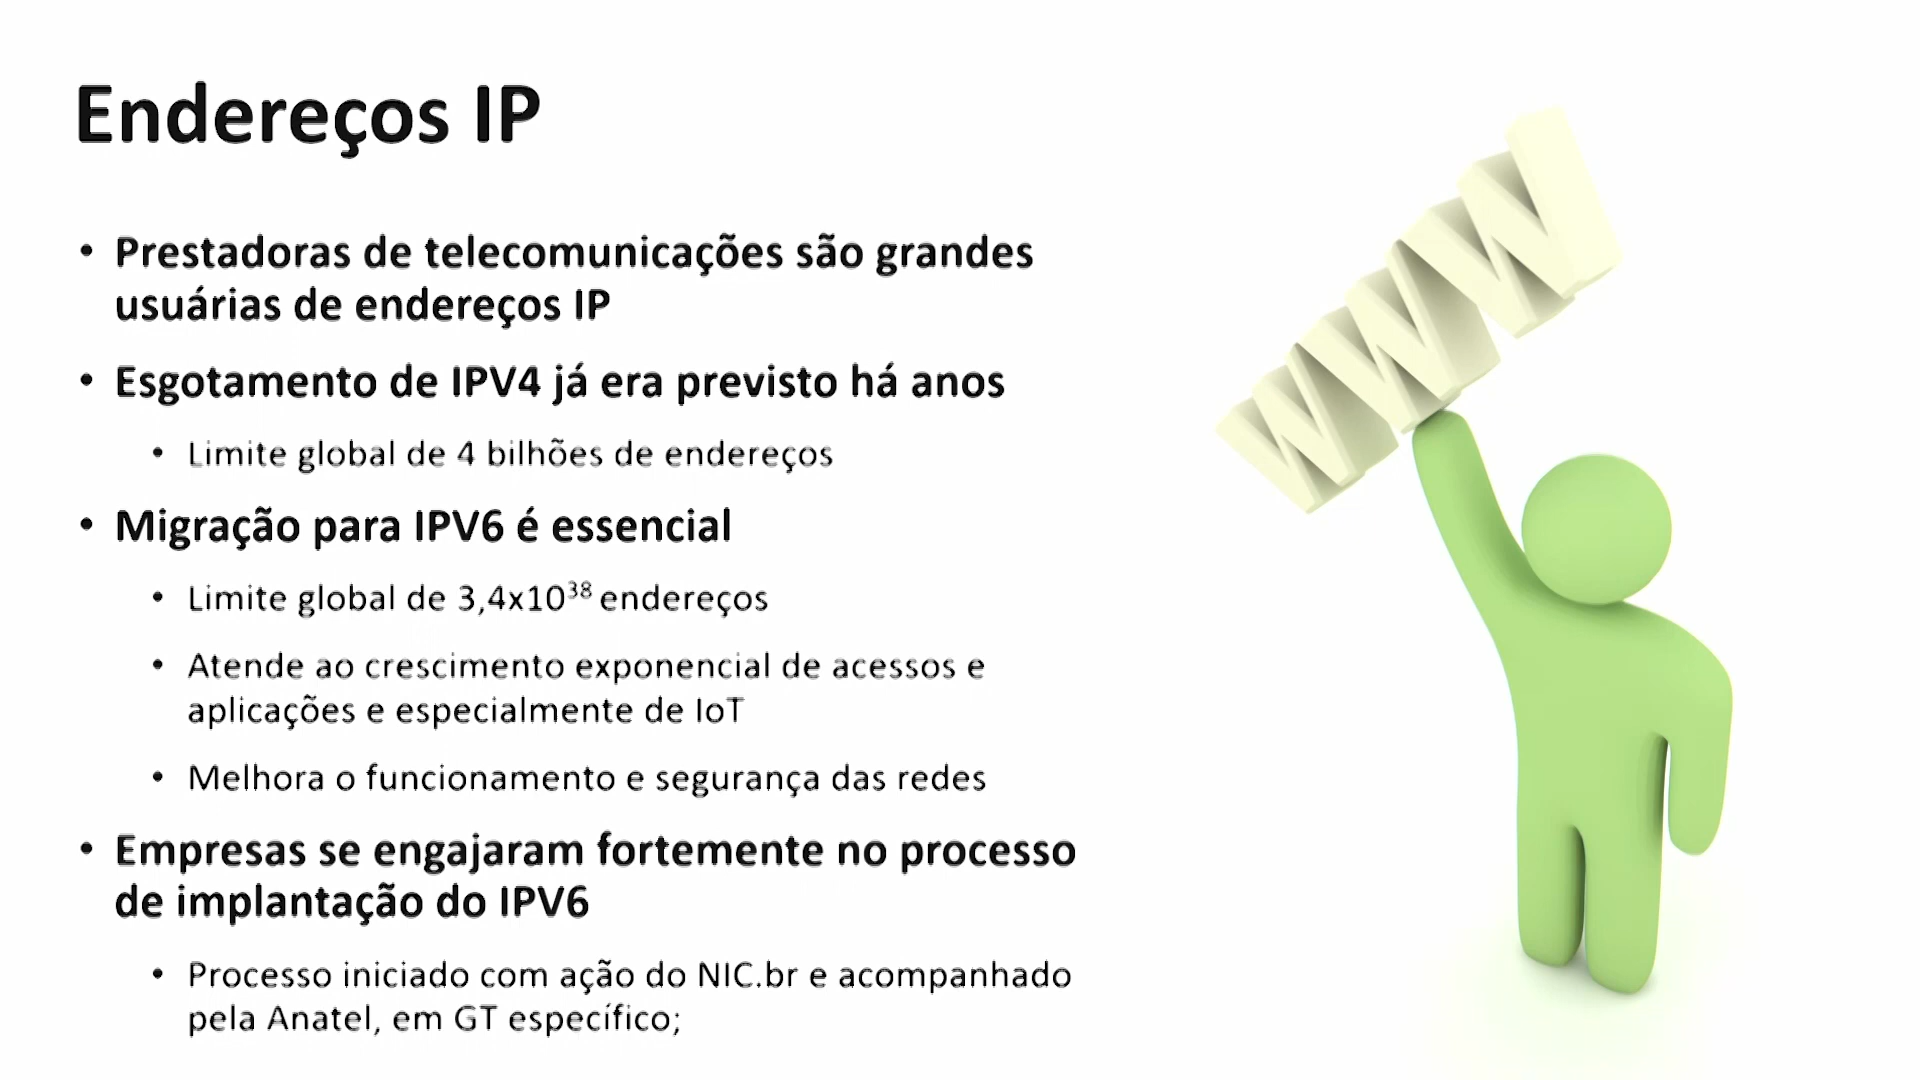 Endereços IP
• Prestadoras de telecomunicações são grandes
usuárias de endereços IP
• Esgotamento de IPV4 já era previsto há anos
• Limite global de 4 bilhões de endereços
• Migração para IPV6 é essencial
• Limite global de 3,4x10³⁸ endereços
• Atende ao crescimento exponencial de acessos e
aplicações e especialmente de IoT
• Melhora o funcionamento e segurança das redes
• Empresas se engajaram fortemente no processo
de implantação do IPV6
• Processo iniciado com ação do NIC.br e acompanhado
pela Anatel, em GT específico;
WWW